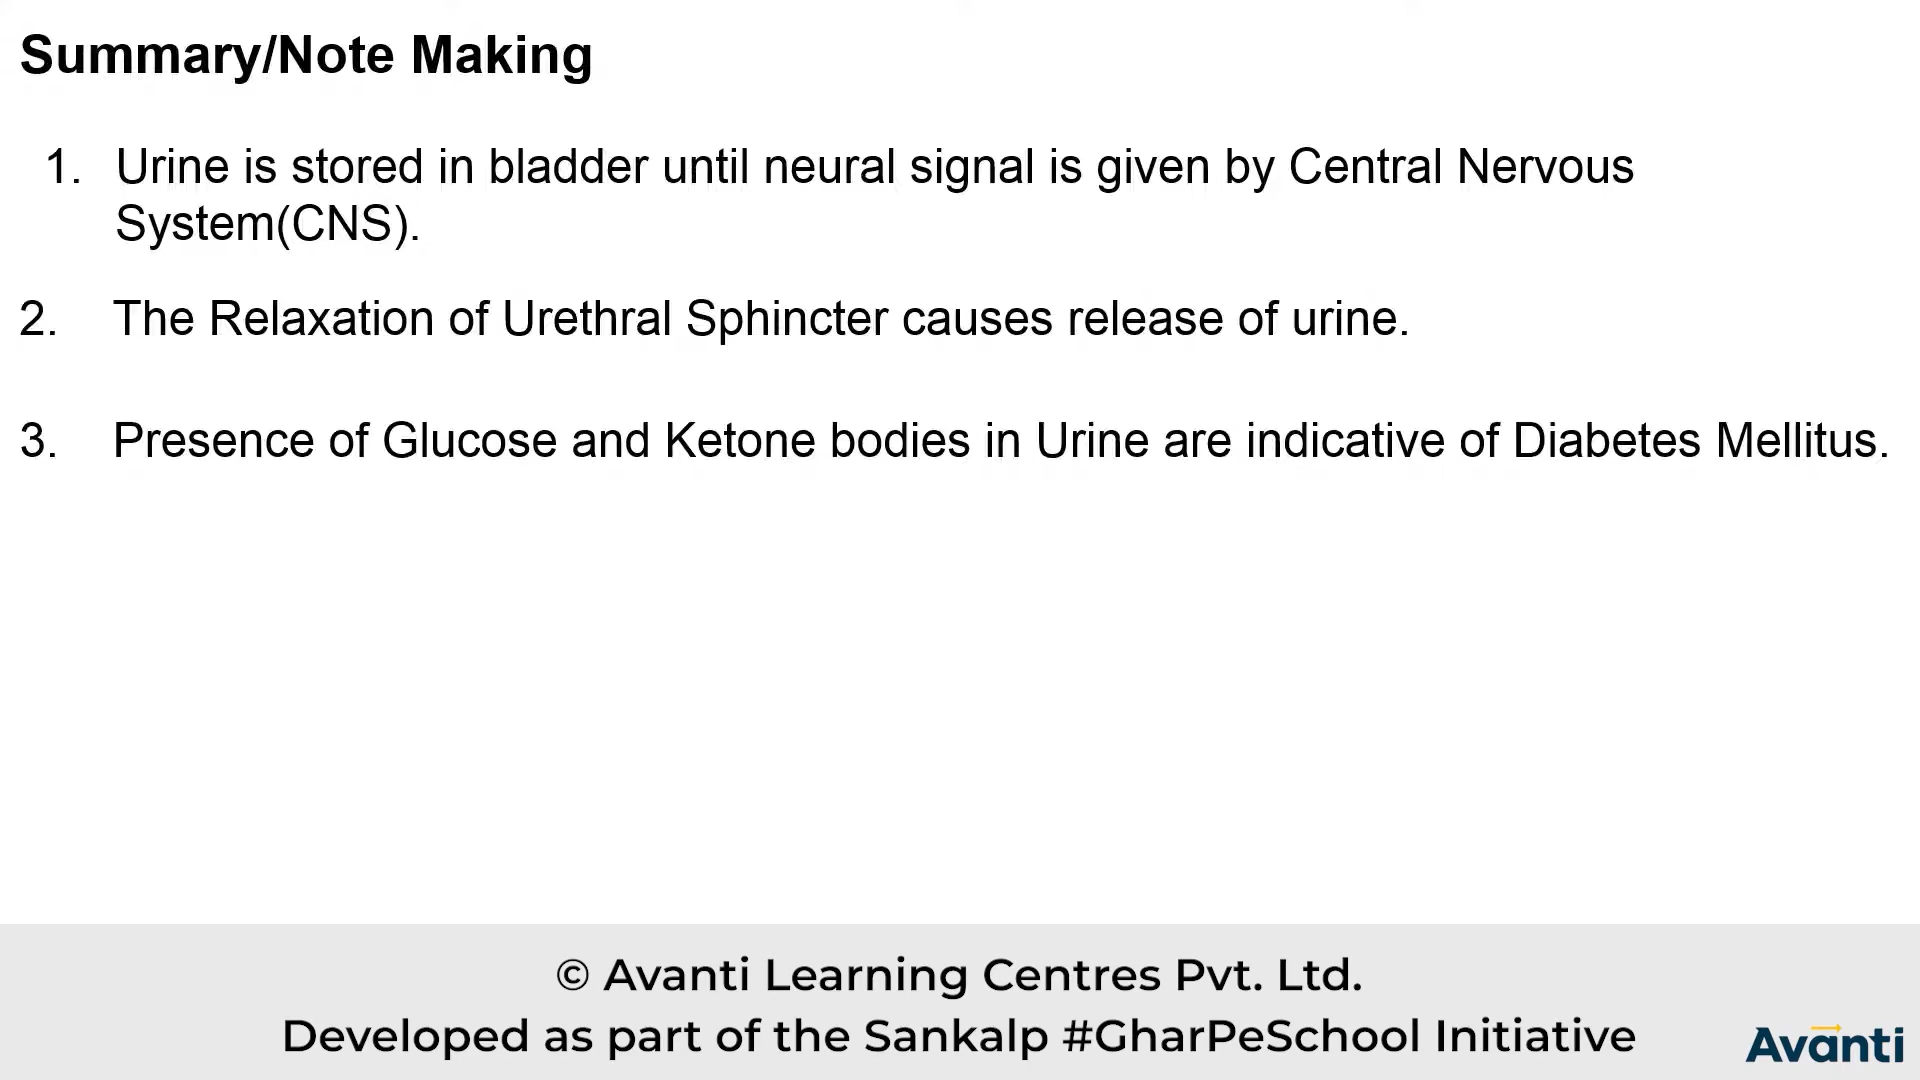 Summary/Note Making
1. Urine is stored in bladder until neural signal is given by Central Nervous
System(CNS).
2. The Relaxation of Urethral Sphincter causes release of urine.
3. Presence of Glucose and Ketone bodies in Urine are indicative of Diabetes Mellitus.
© Avanti Learning Centres Pvt. Ltd.
Developed as part of the Sankalp #GharPeSchool Initiative
Avanti